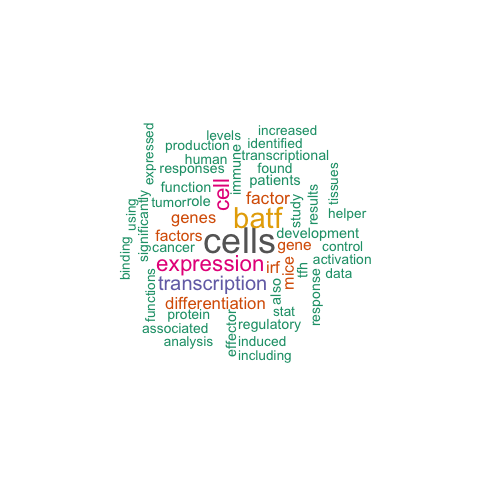 levels
increased
production
identified
expressed
human
immune
transcriptional
responses
found
function
cell
patients
tissues
tumor
role
factor
study
results
using
significantly
genes
batf
helper
factors
cells
development
cancer
gene
control
binding
expression
irf
mice
tfh
activation
transcription
also
data
functions
differentiation
response
protein
stat
associated
effector
regulatory
analysis
induced
including